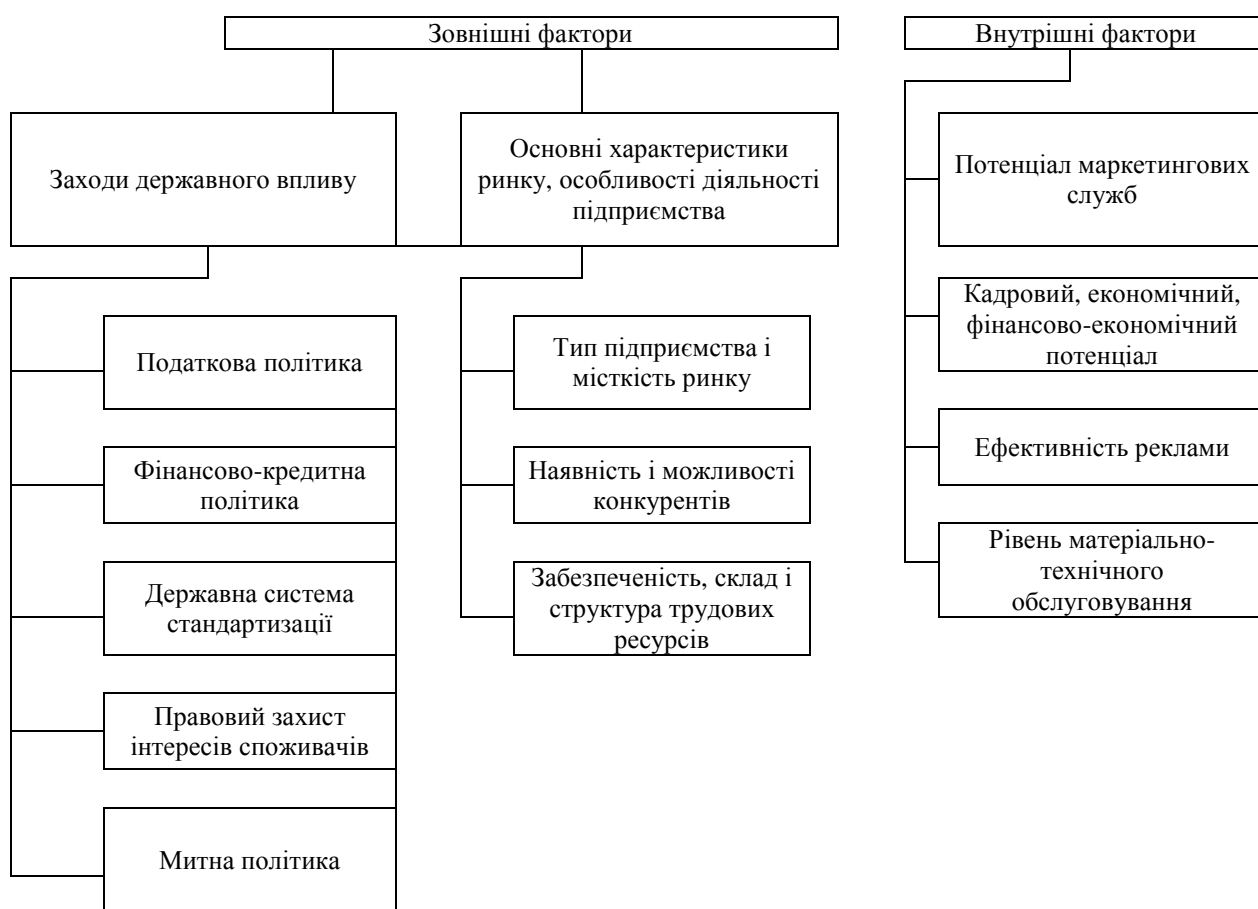 Зовнішні фактори
Заходи державного впливу
Основні характеристики
ринку, особливості діяльності
підприємства
Податкова політика
Фінансово-кредитна
політика
Державна система
стандартизації
Правовий захист
інтересів споживачів
Митна політика
Тип підприємства і
місткість ринку
Наявність і можливості
конкурентів
Забезпеченість, склад і
структура трудових
ресурсів
Внутрішні фактори
Потенціал маркетингових
служб
Кадровий, економічний,
фінансово-економічний
потенціал
Ефективність реклами
Рівень матеріально-
технічного
обслуговування